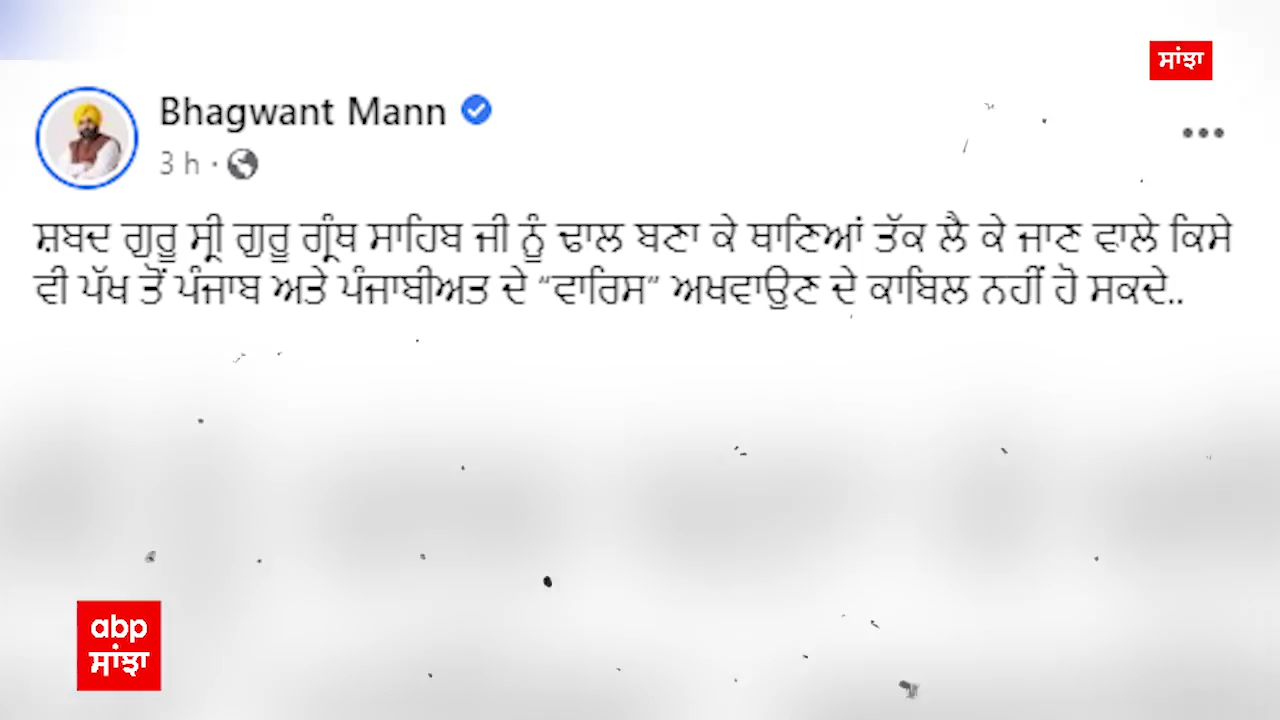 ਸਾਂਝਾ
Bhagwant Mann
3 h
ਸ਼ਬਦ ਗੁਰੂ ਸ੍ਰੀ ਗੁਰੂ ਗ੍ਰੰਥ ਸਾਹਿਬ ਜੀ ਨੂੰ ਢਾਲ ਬਣਾ ਕੇ ਥਾਣਿਆਂ ਤੱਕ ਲੈ ਕੇ ਜਾਣ ਵਾਲੇ ਕਿਸੇ
ਵੀ ਪੱਖ ਤੋਂ ਪੰਜਾਬ ਅਤੇ ਪੰਜਾਬੀਅਤ ਦੇ “ਵਾਰਿਸ“ ਅਖਵਾਉਣ ਦੇ ਕਾਬਿਲ ਨਹੀਂ ਹੋ ਸਕਦੇ..
abp
ਸਾਂਝਾ